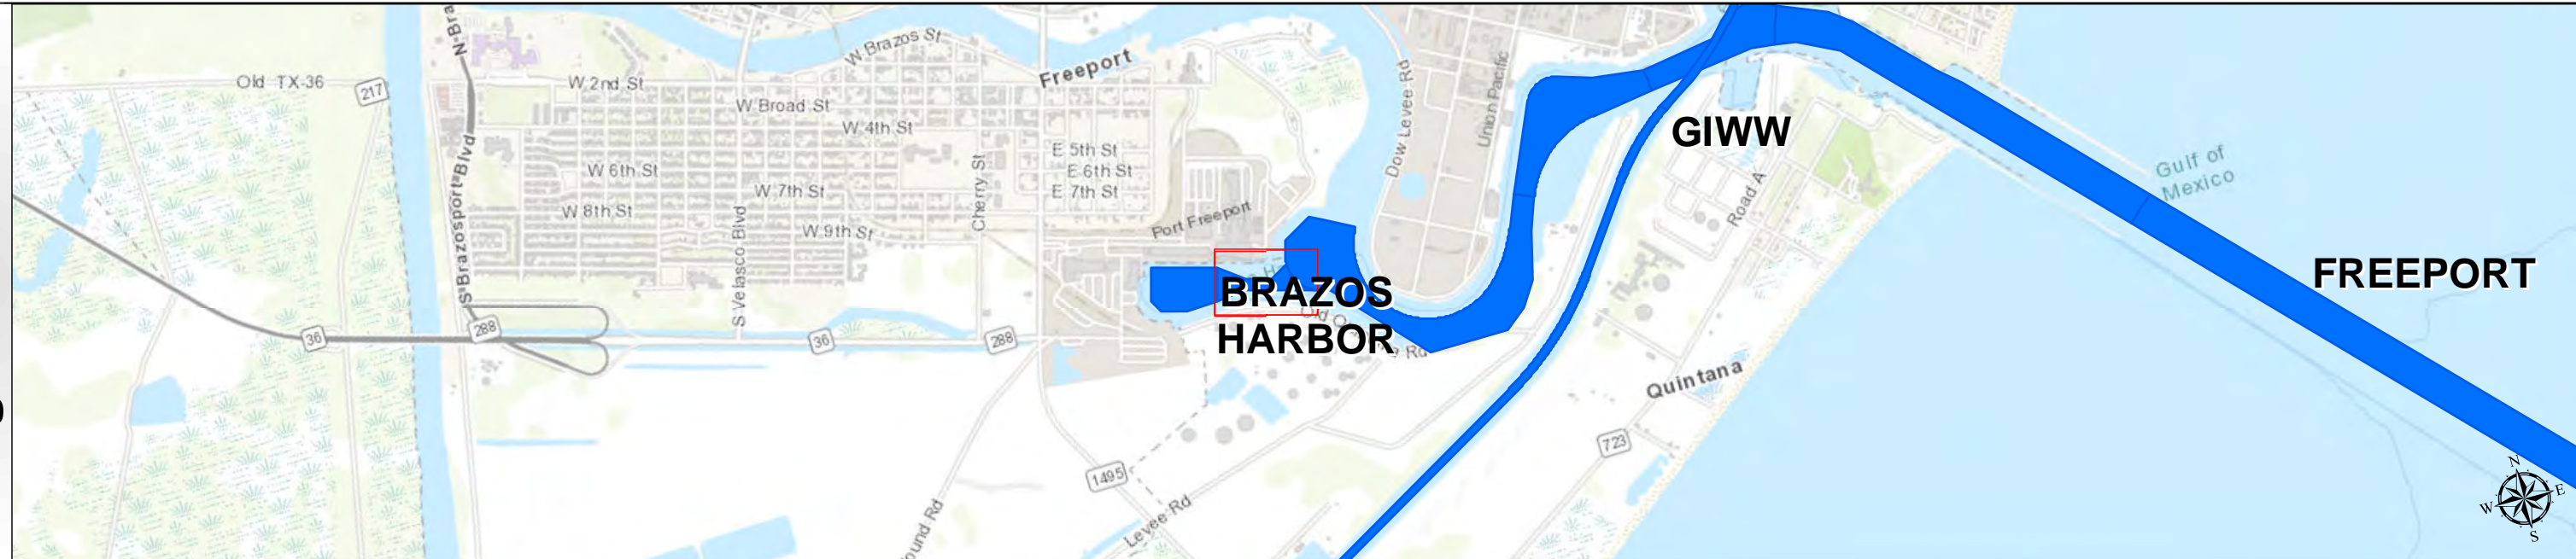 N Bra
Old TX-36
217
W 2nd St
W Brazos St
Freeport
W Broad St
W 4th St
Dow Levee Rd
Union Pacific
GIWW
Gulf of
Mexico
E 5th St
E 6th St
E 7th St
W 6th St
W 7th St
W 8th St
W 9th St
Cherry St
S Brazosport Blvd
S Velasco Blvd
Port Freeport
Road A
FREEPORT
BRAZOS
HARBOR
36
288
36
288
Rd
Quintana
723
1495
Levee Rd
ound Rd
N
W
E
S